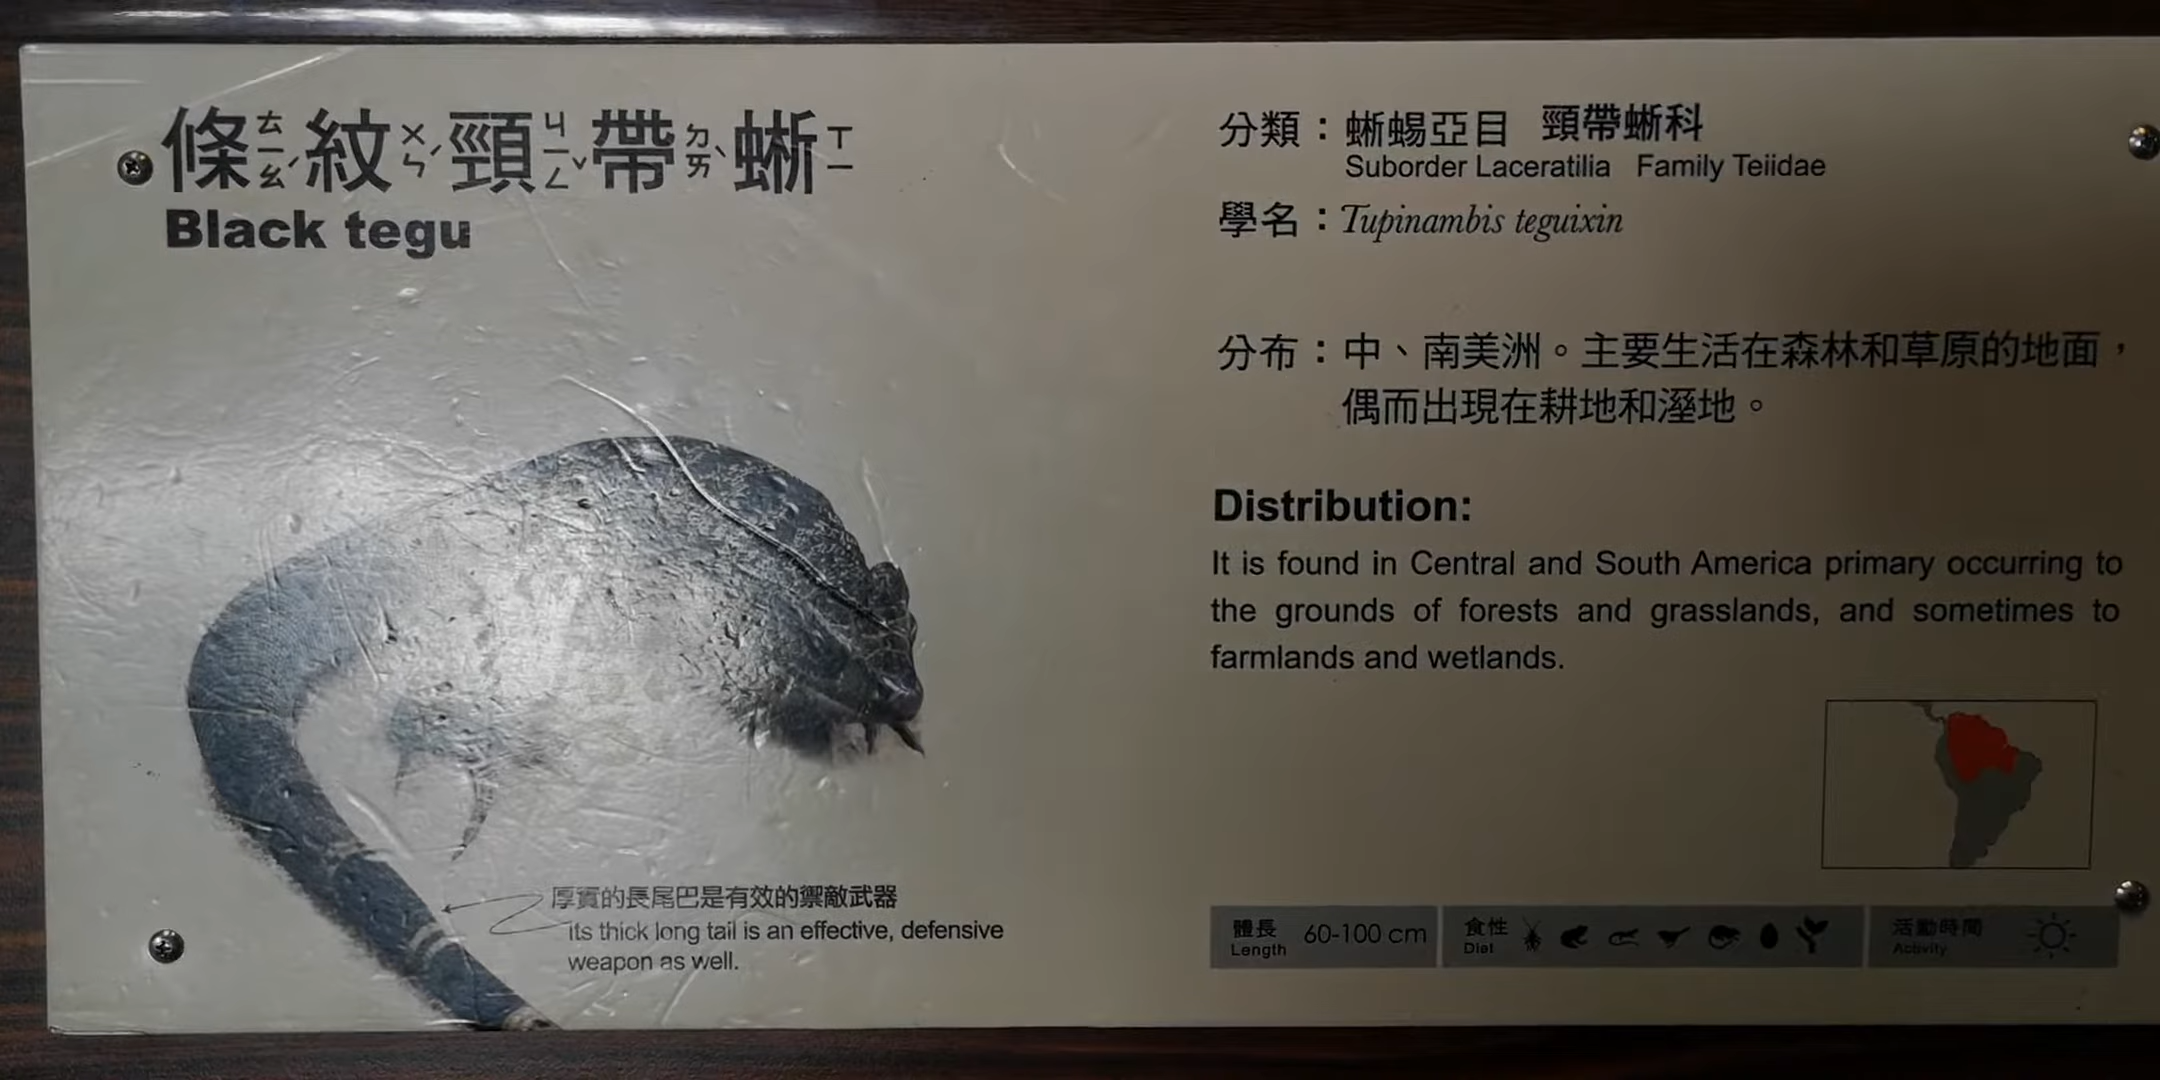 條ㄊㄧㄠˊ紋ㄨㄣˊ頸ㄐㄧㄥˇ帶ㄉㄞˋ蜥ㄒㄧ
Black tegu
厚實的長尾巴是有效的禦敵武器
Its thick long tail is an effective, defensive
weapon as well.
分類：蜥蜴亞目 頸帶蜥科
Suborder Laceratilia Family Teiidae
學名：Tupinambis teguixin
分布：中、南美洲。主要生活在森林和草原的地面，
偶而出現在耕地和溼地。
Distribution:
It is found in Central and South America primary occurring to
the grounds of forests and grasslands, and sometimes to
farmlands and wetlands.
體長 60-100 cm 食性 活動時間
Length Diet Activity